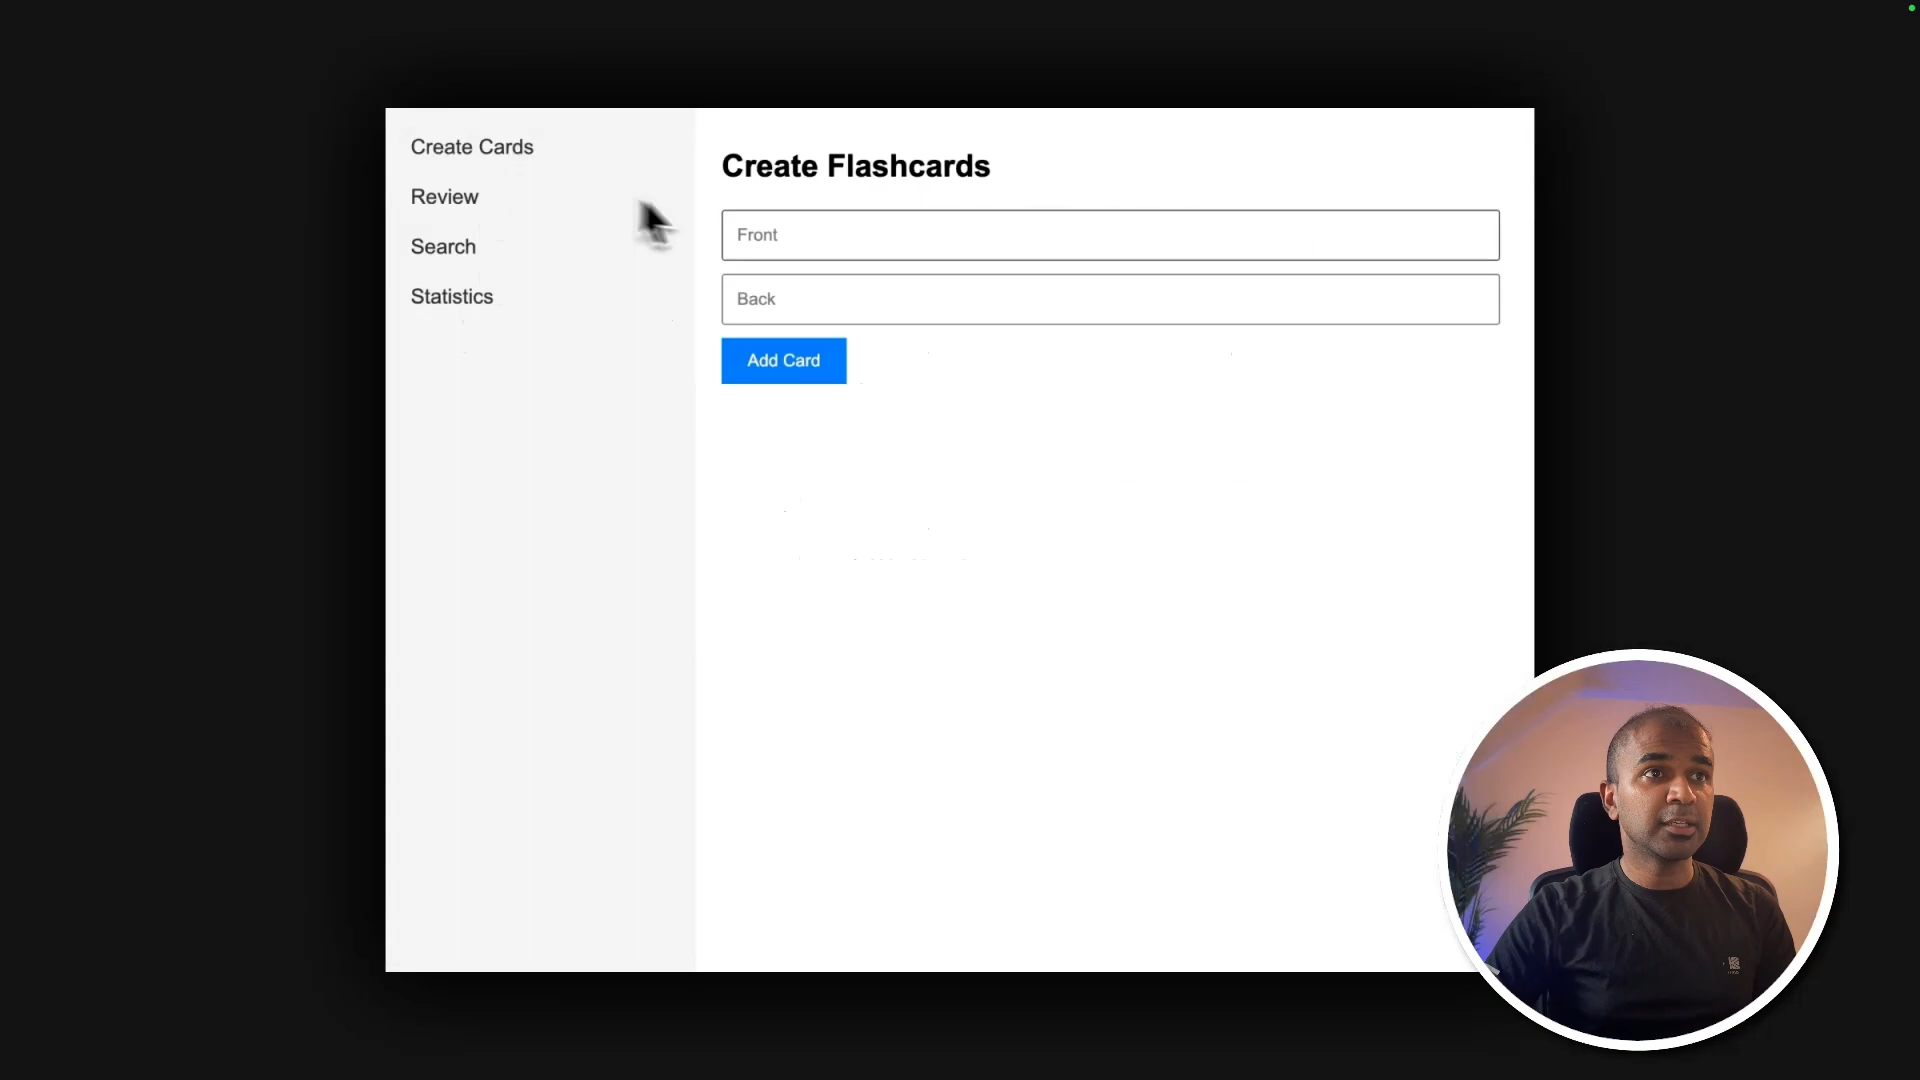 Create Cards
Review
Search
Statistics
Create Flashcards
Front
Back
Add Card